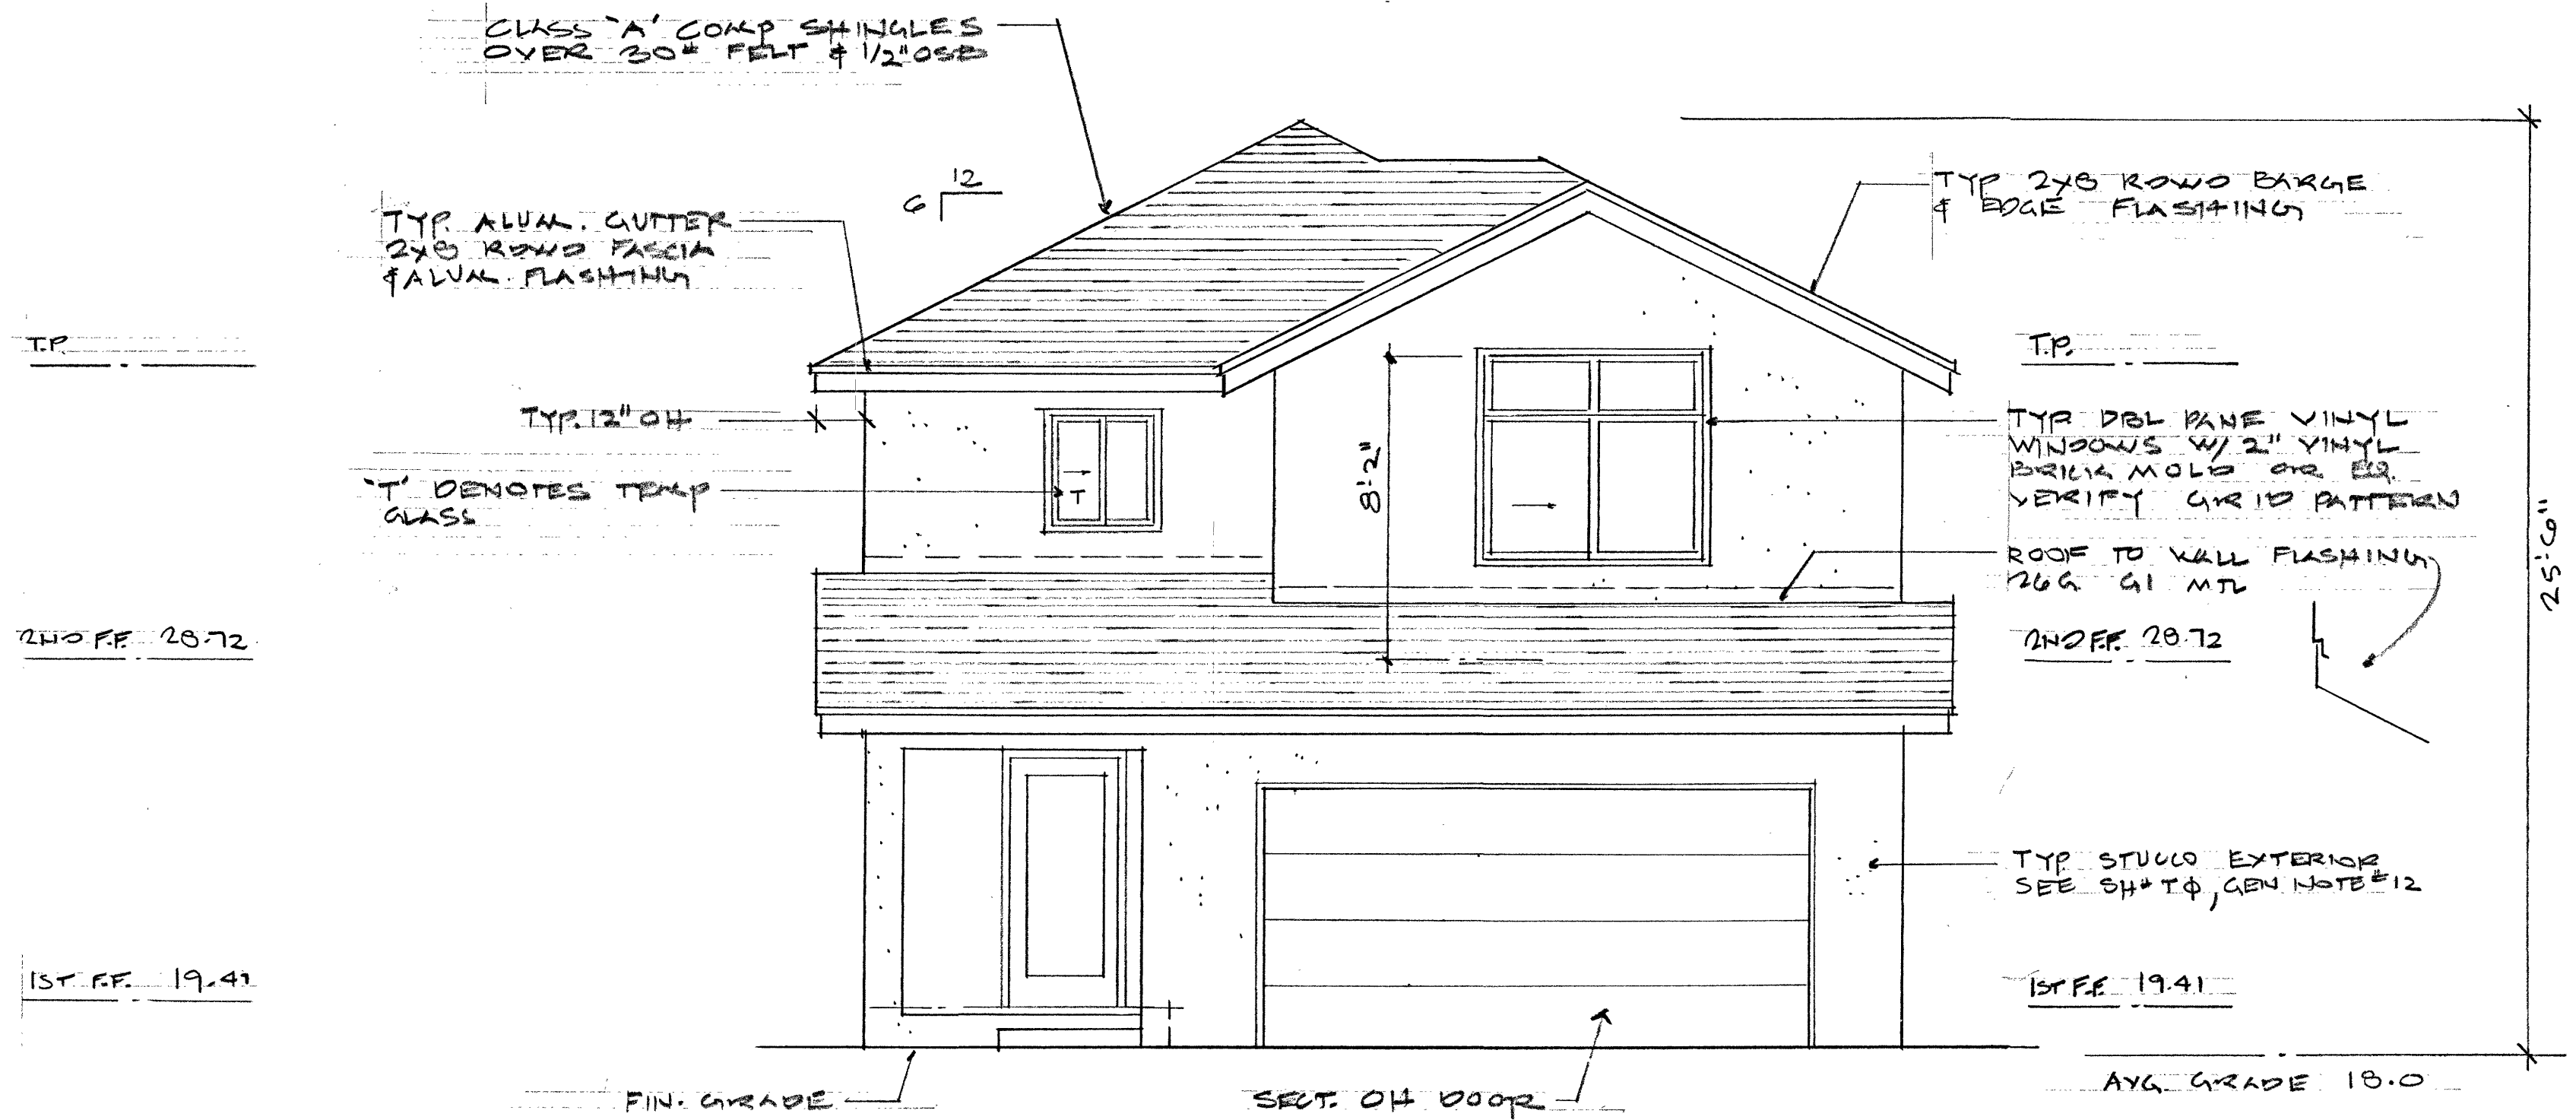 CLASS 'A' COMP SHINGLES
OVER 30# FELT & 1/2" OSB
12
6
TYP. ALUM. GUTTER
2x8 RDWD FASCIA
& ALUM. FLASHING
TYP 2x8 RDWD BARGE
& EDGE FLASHING
T.P.
T.P.
TYP. 12" OH
'T' DENOTES TEMP
GLASS
T
8'-2"
TYP DBL PANE VINYL
WINDOWS W/ 2" VINYL
BRICK MOLD OR EQ.
VERIFY GRID PATTERN
ROOF TO WALL FLASHING
26G GI MTL
25'-6"
2ND F.F. 28.72
2ND F.F. 28.72
TYP. STUCCO EXTERIOR
SEE SH# TΦ, GEN NOTE #12
1ST F.F. 19.41
1ST F.F. 19.41
FIN. GRADE
SECT. OH DOOR
AVG. GRADE 18.0